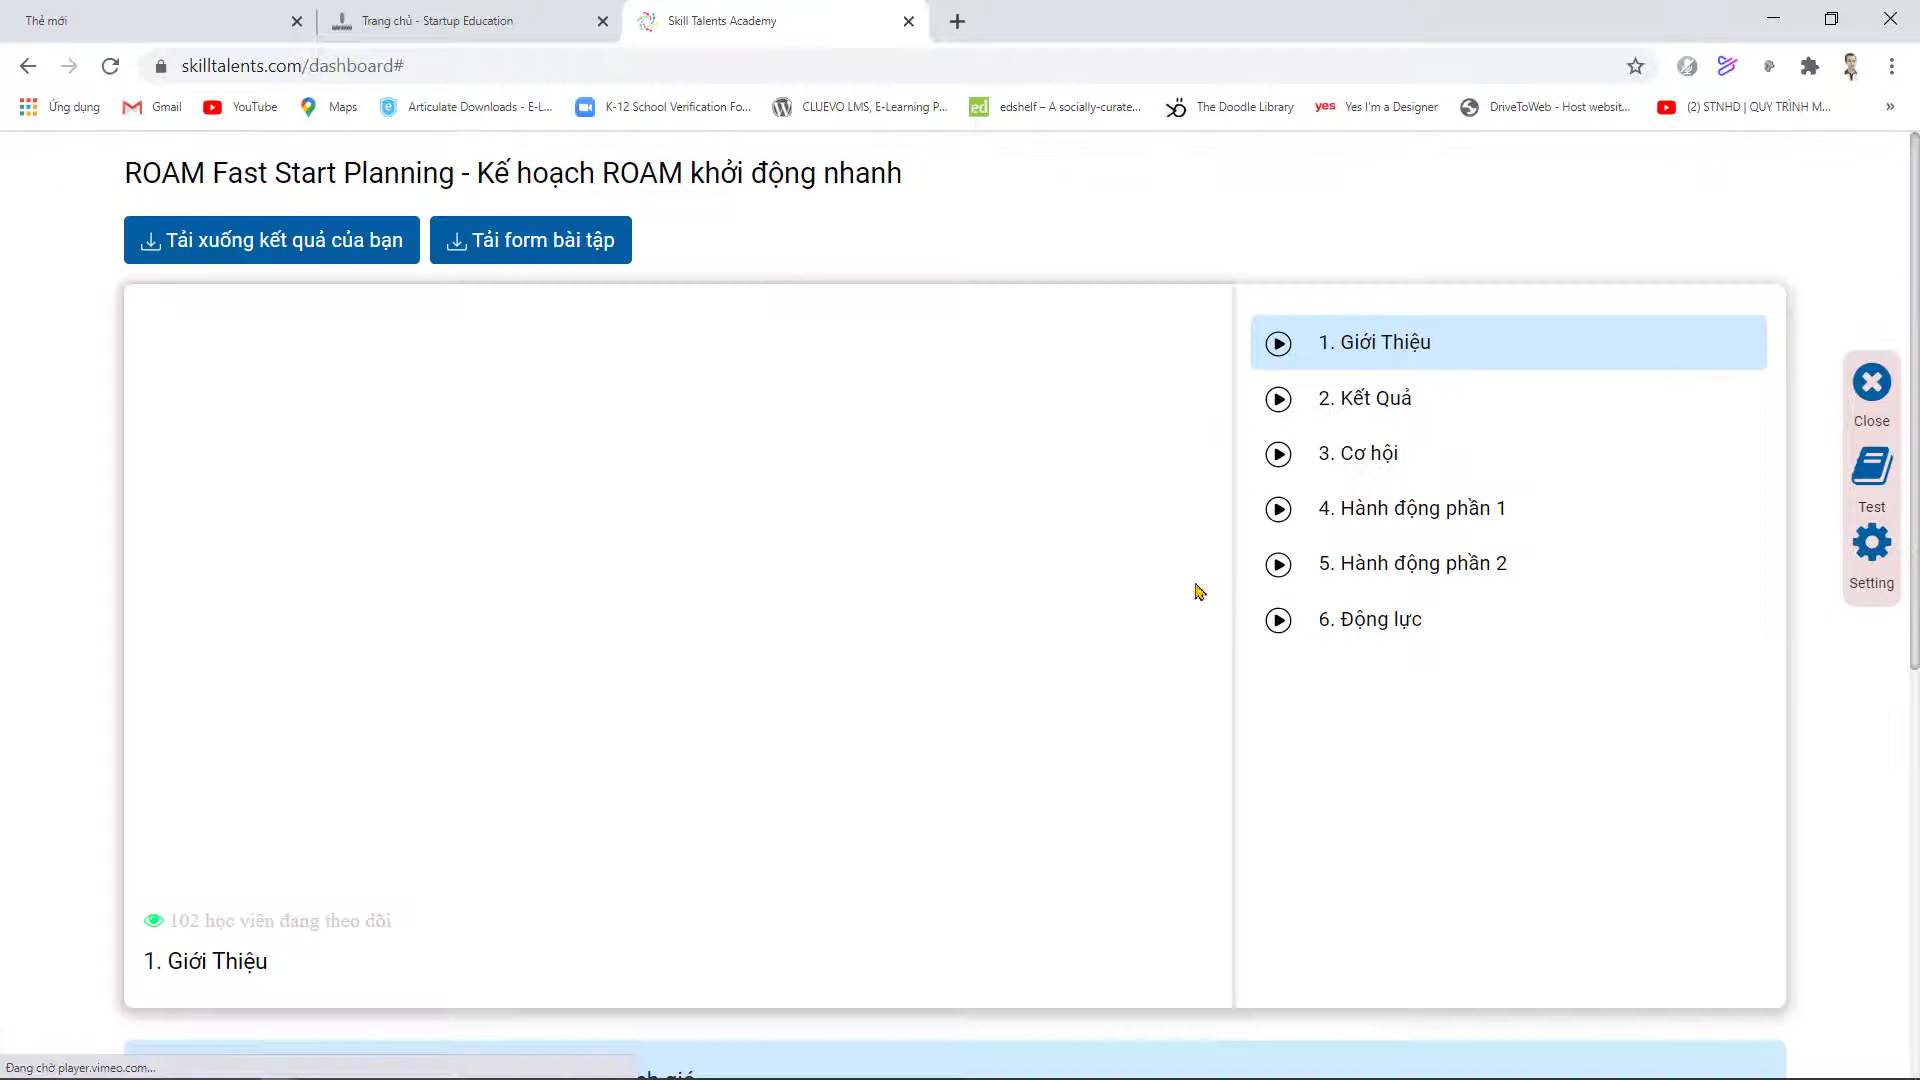 Thẻ mới
Trang chủ - Startup Education
Skill Talents Academy
skilltalents.com/dashboard#
Ứng dụng
Gmail
YouTube
Maps
Articulate Downloads - E-L...
K-12 School Verification Fo...
CLUEVO LMS, E-Learning P...
ed
edshelf – A socially-curate...
The Doodle Library
yes
Yes I'm a Designer
DriveToWeb - Host websit...
(2) STNHD | QUY TRÌNH M...
»
ROAM Fast Start Planning - Kế hoạch ROAM khởi động nhanh
Tải xuống kết quả của bạn
Tải form bài tập
1. Giới Thiệu
2. Kết Quả
3. Cơ hội
4. Hành động phần 1
5. Hành động phần 2
6. Động lực
Close
Test
Setting
102 học viên đang theo dõi
1. Giới Thiệu
Đang chờ player.vimeo.com...